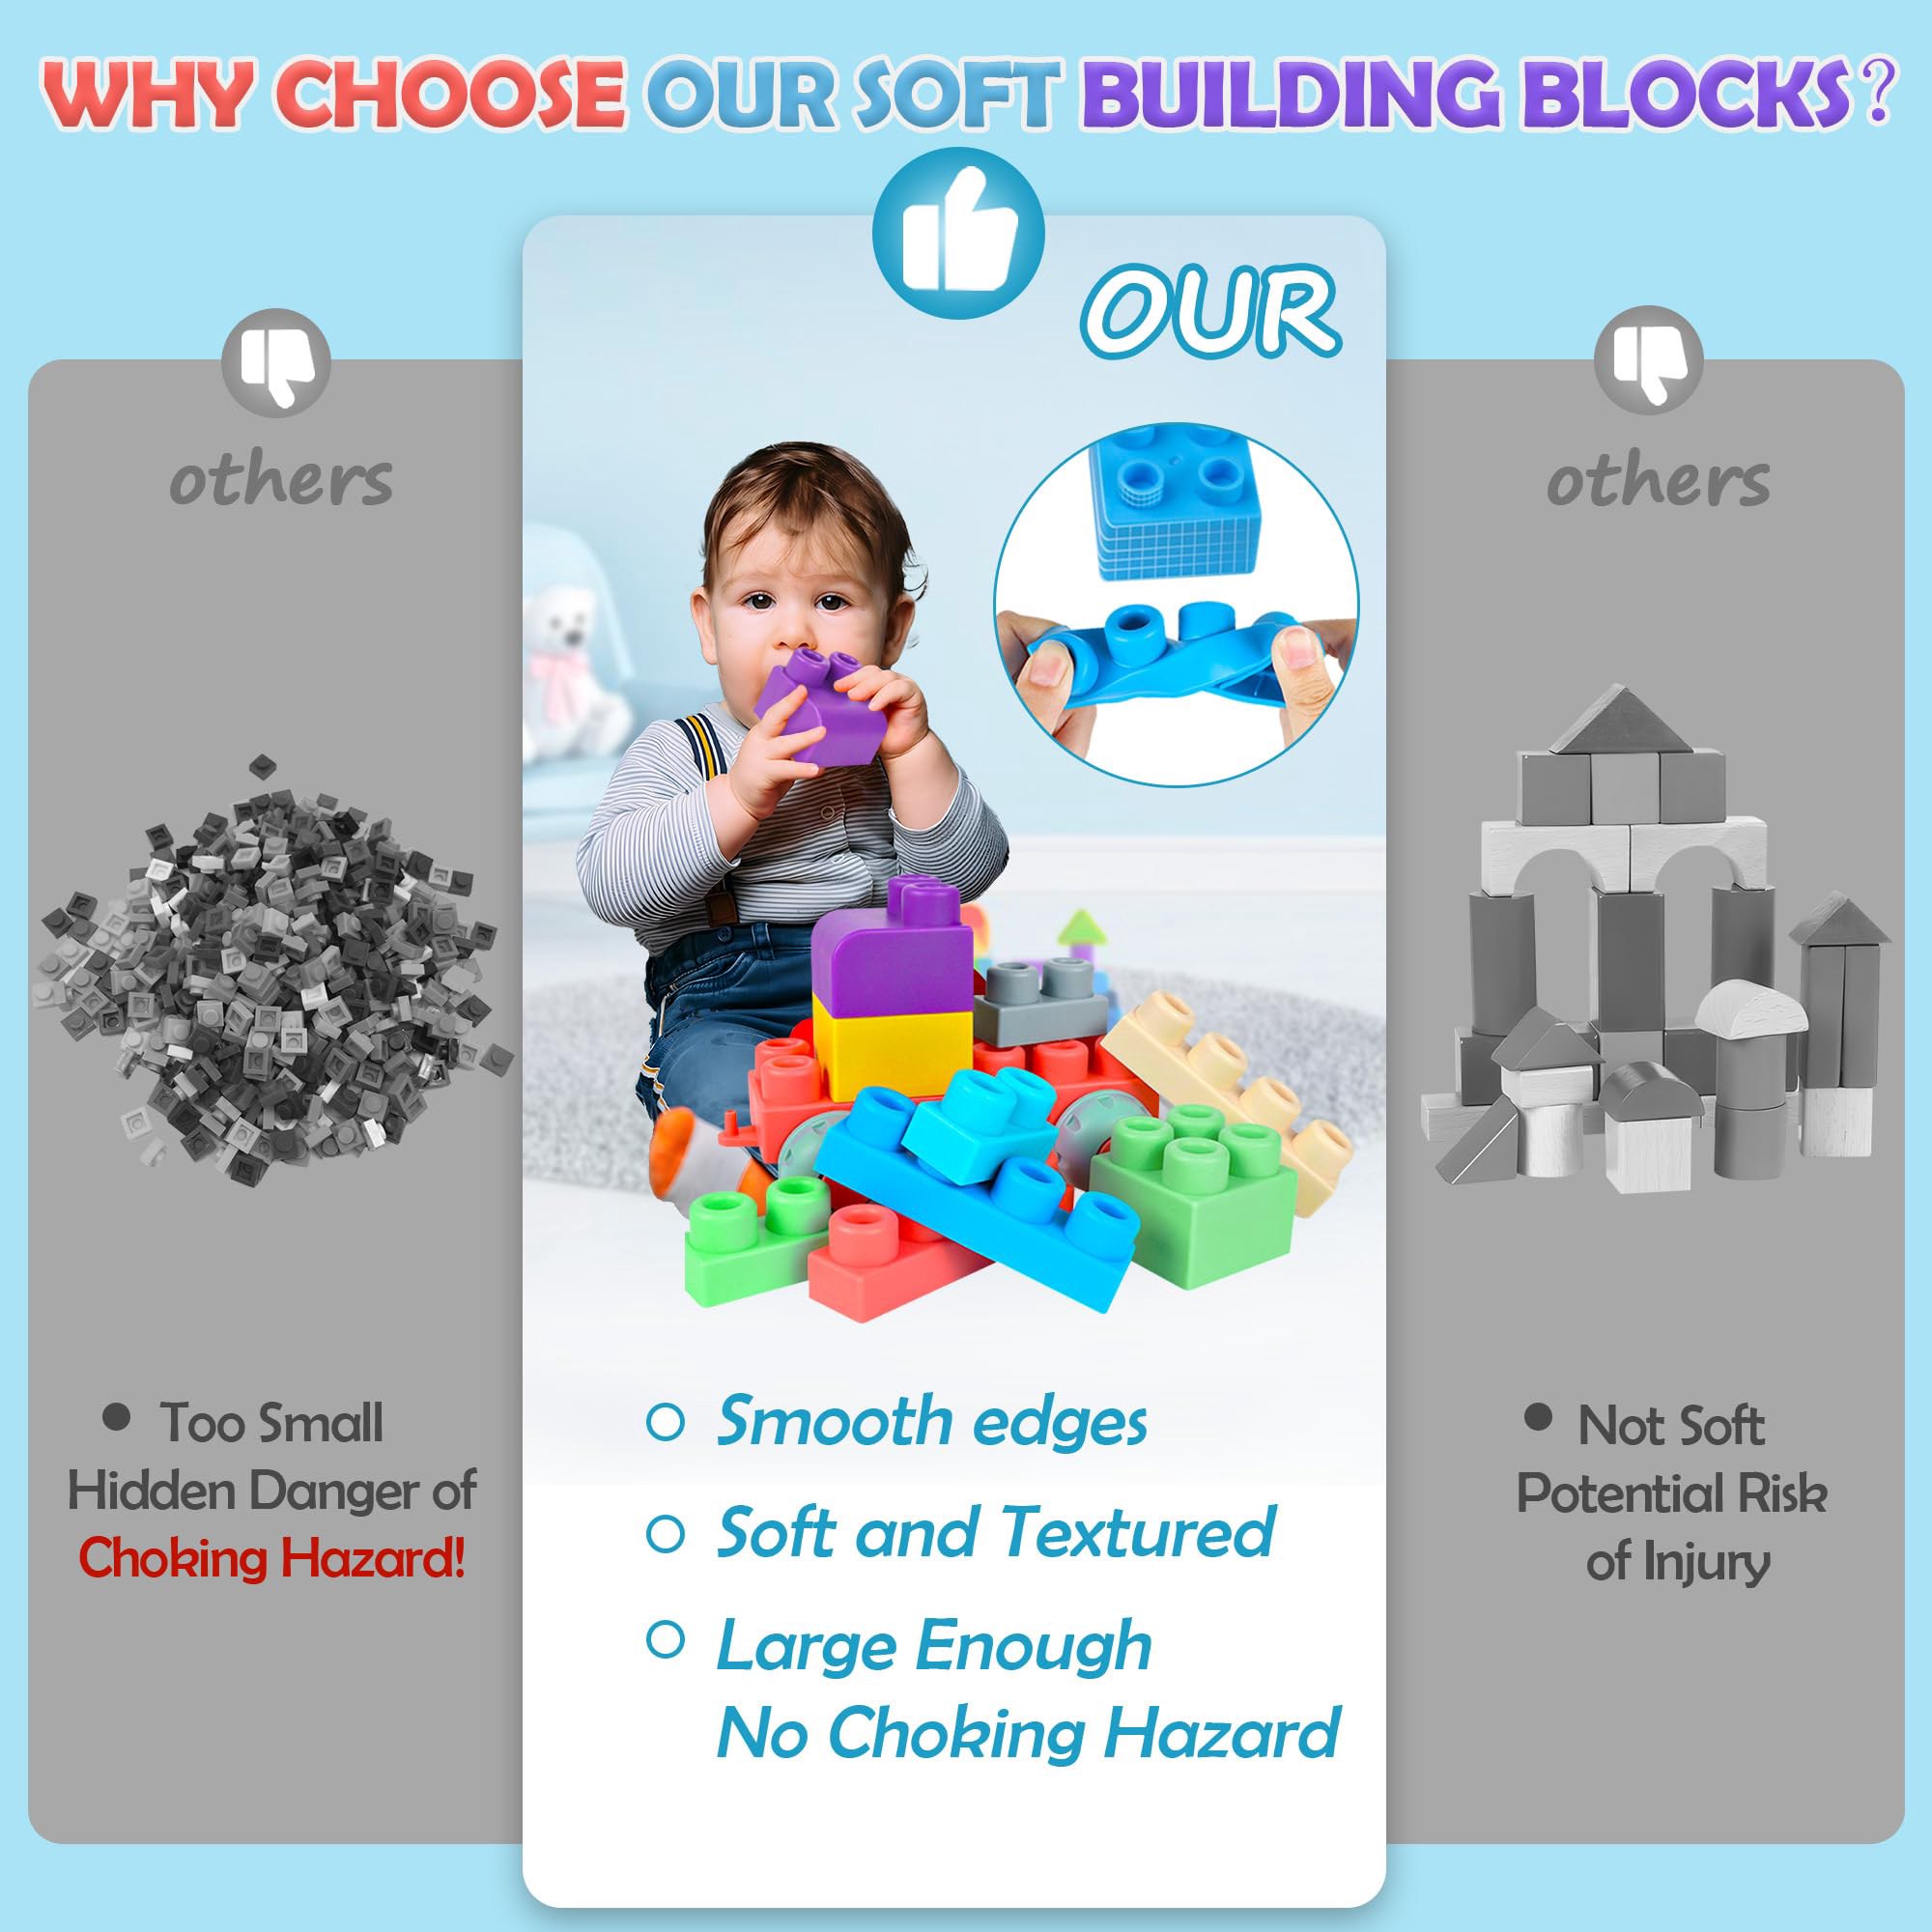 WHY CHOOSE OUR SOFT BUILDING BLOCKS?
others
Too Small
Hidden Danger of
Choking Hazard!
OUR
Smooth edges
Soft and Textured
Large Enough
No Choking Hazard
others
Not Soft
Potential Risk
of Injury